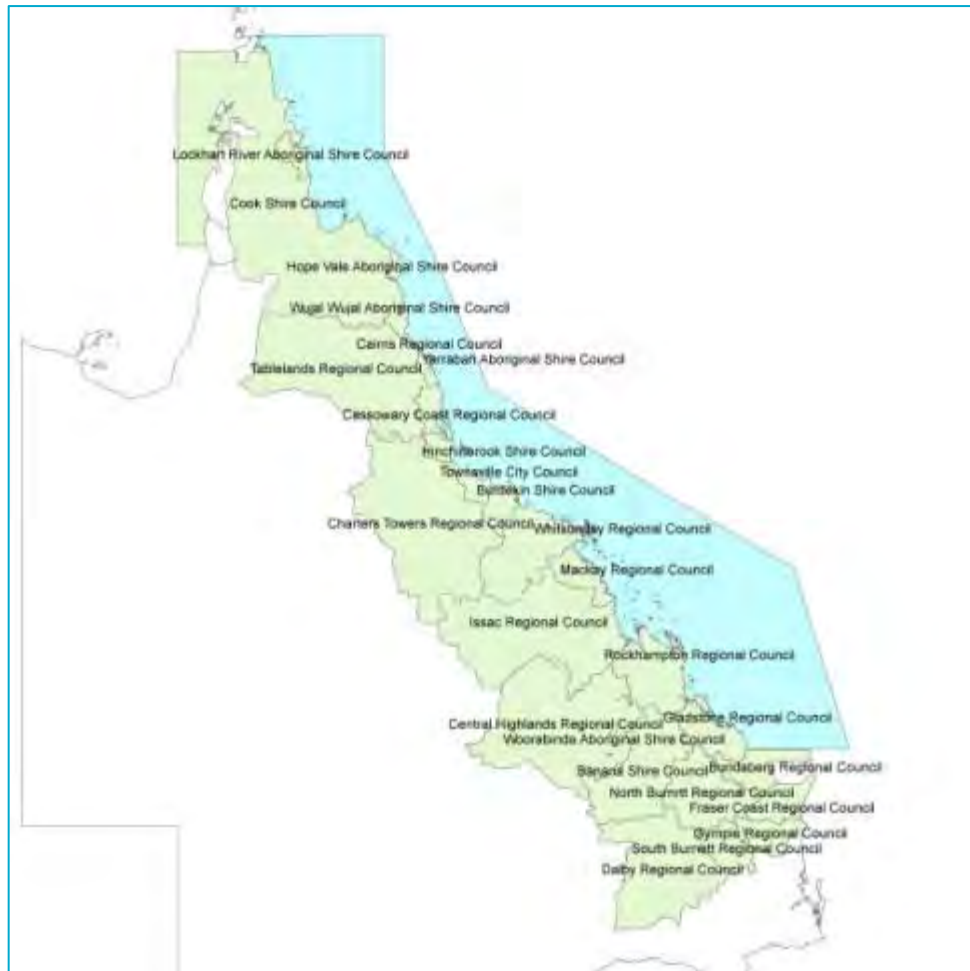 Lockhart River Aboriginal Shire Council
Cook Shire Council
Hope Vale Aboriginal Shire Council
Wujal Wujal Aboriginal Shire Council
Cairns Regional Council
Yarrabah Aboriginal Shire Council
Tablelands Regional Council
Cassowary Coast Regional Council
Hinchinbrook Shire Council
Townsville City Council
Burdekin Shire Council
Charters Towers Regional Council
Whitsunday Regional Council
Mackay Regional Council
Issac Regional Council
Rockhampton Regional Council
Gladstone Regional Council
Central Highlands Regional Council
Woorabinda Aboriginal Shire Council
Banana Shire Council
Bundaberg Regional Council
North Burnett Regional Council
Fraser Coast Regional Council
Gympie Regional Council
South Burnett Regional Council
Dalby Regional Council